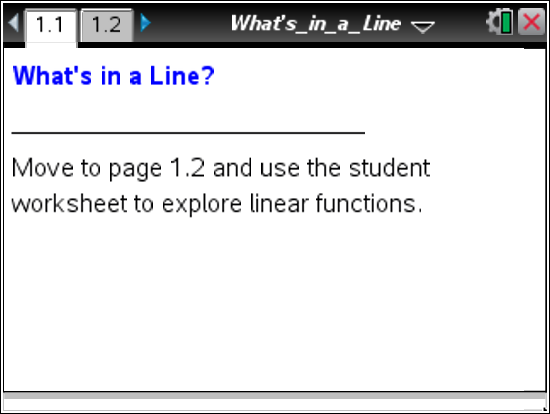 1.1 1.2 What's_in_a_Line
What's in a Line?
Move to page 1.2 and use the student
worksheet to explore linear functions.